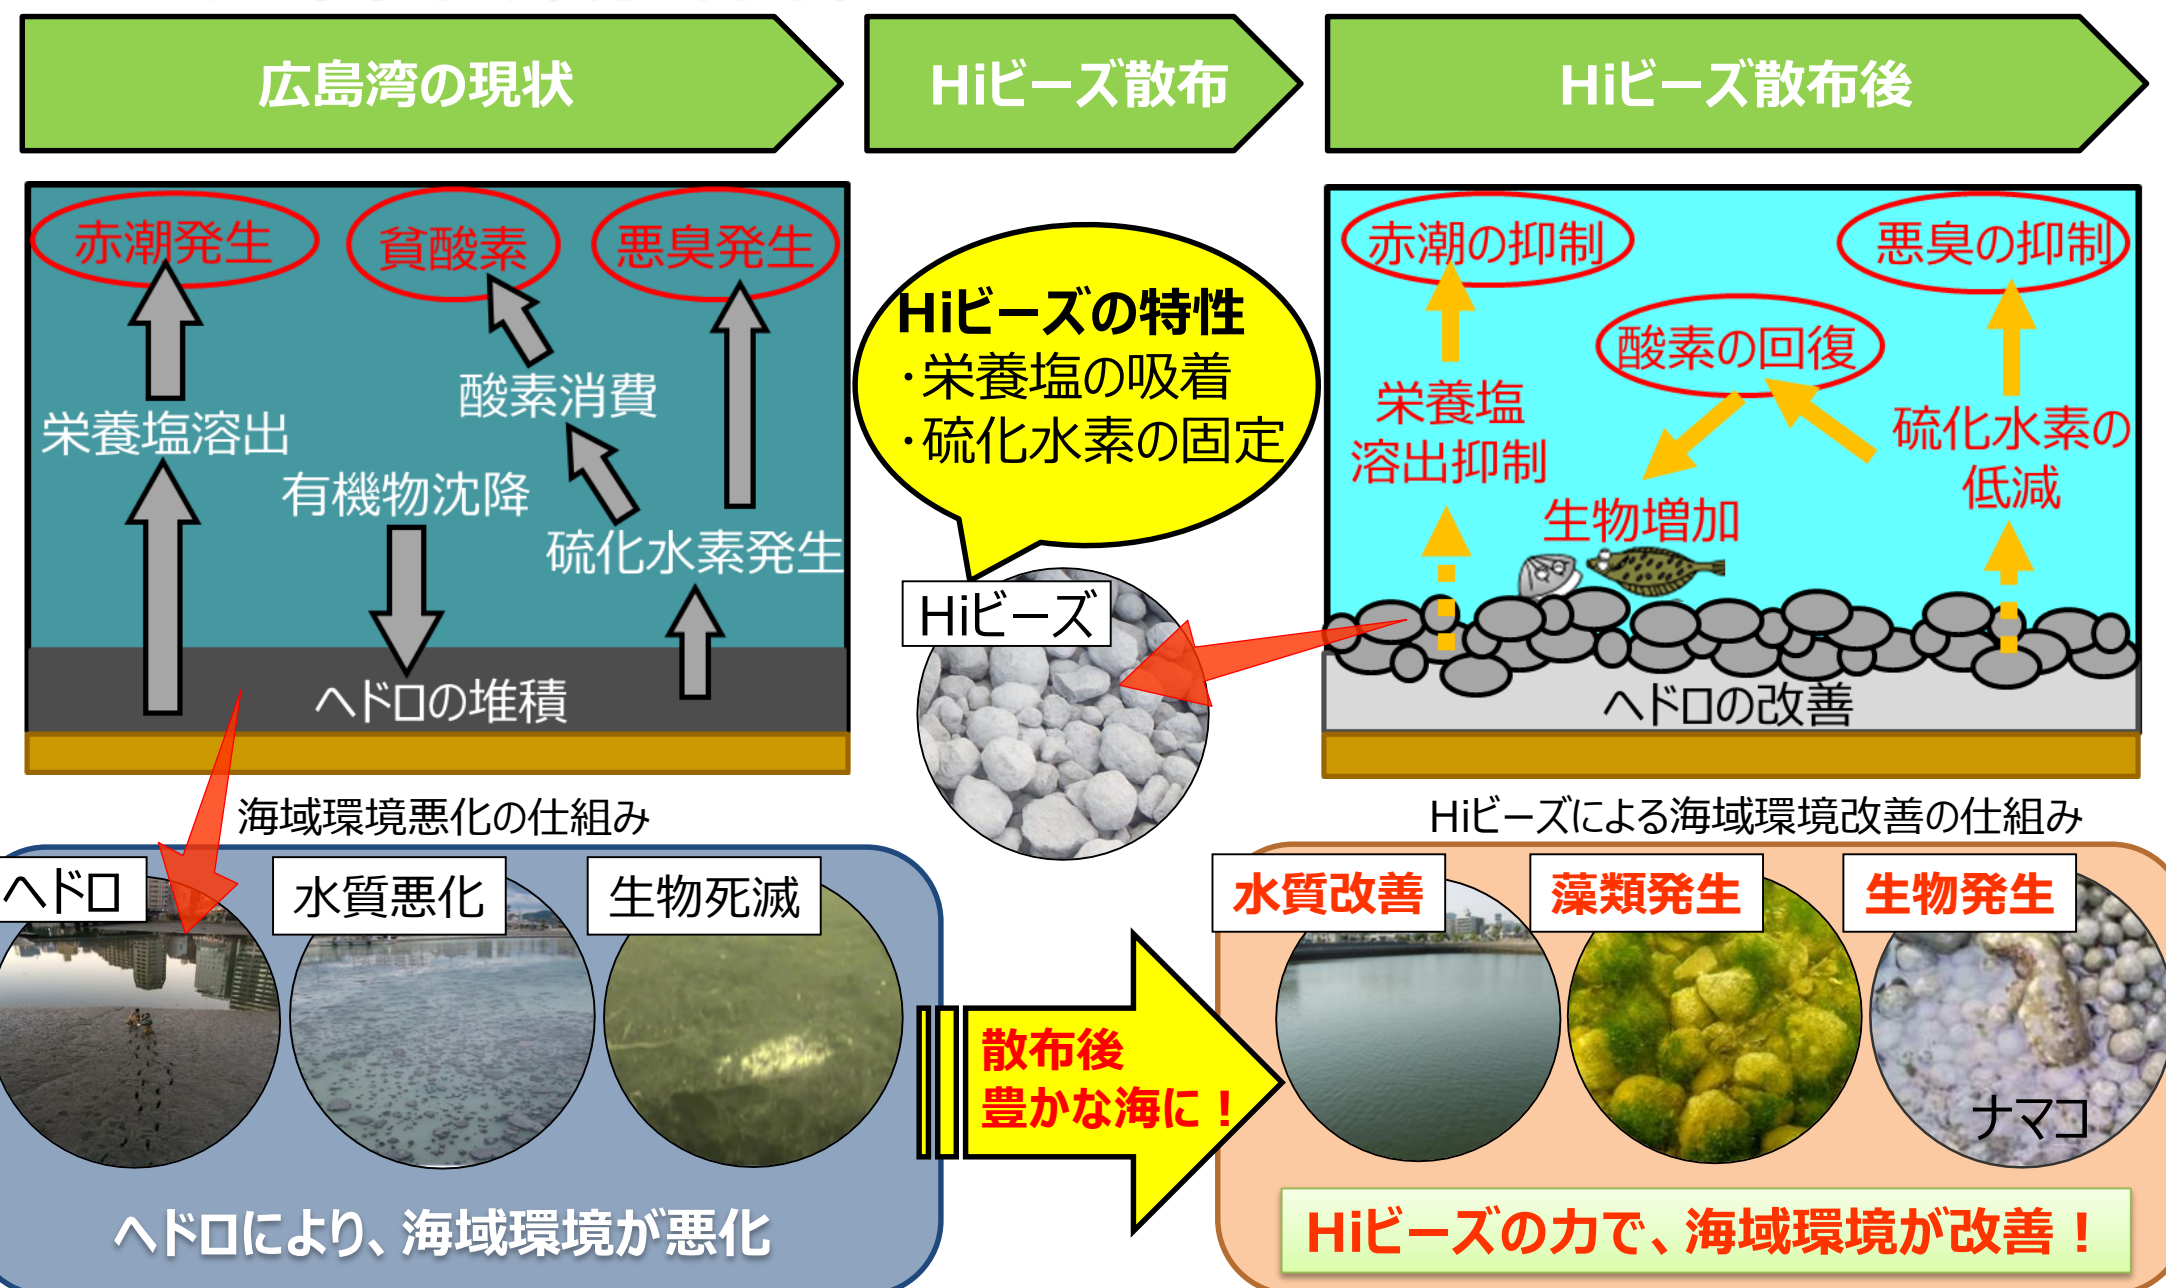 広島湾の現状
Hiビーズ散布
Hiビーズ散布後
赤潮発生
貧酸素
悪臭発生
酸素消費
栄養塩溶出
有機物沈降
硫化水素発生
ヘドロの堆積
海域環境悪化の仕組み
Hiビーズの特性
・栄養塩の吸着
・硫化水素の固定
Hiビーズ
赤潮の抑制
悪臭の抑制
酸素の回復
栄養塩
溶出抑制
硫化水素の
低減
生物増加
ヘドロの改善
Hiビーズによる海域環境改善の仕組み
ヘドロ
水質悪化
生物死滅
ヘドロにより、海域環境が悪化
散布後
豊かな海に！
水質改善
藻類発生
生物発生
ナマコ
Hiビーズの力で、海域環境が改善！